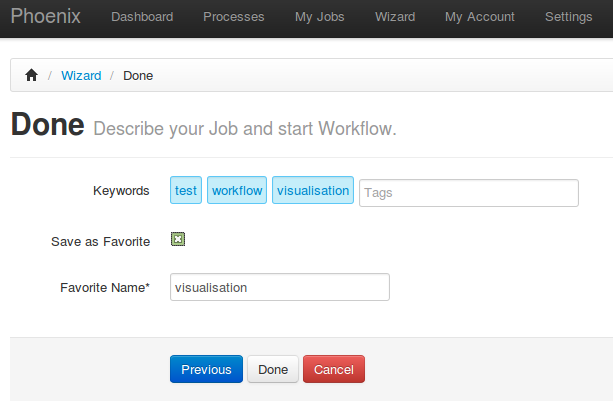 Phoenix Dashboard Processes My Jobs Wizard My Account Settings
/ Wizard / Done
Done Describe your Job and start Workflow.
Keywords test workflow visualisation Tags
Save as Favorite
Favorite Name* visualisation
Previous Done Cancel